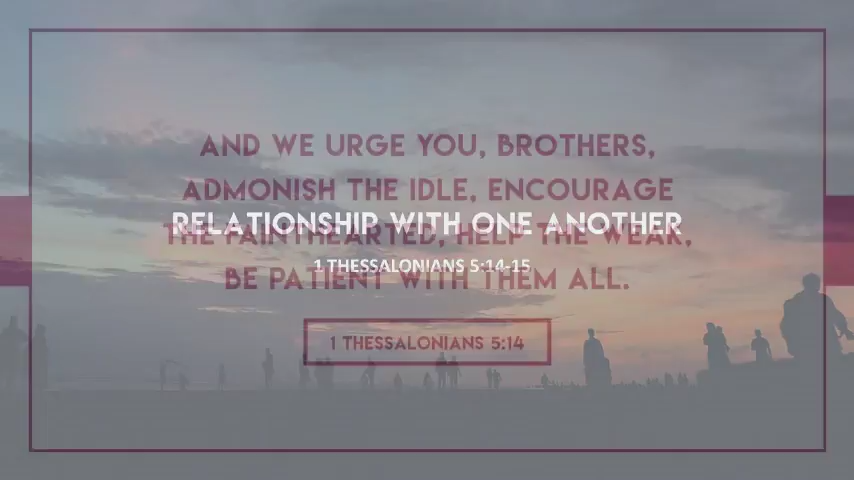 AND WE URGE YOU, BROTHERS,
ADMONISH THE IDLE, ENCOURAGE
RELATIONSHIP WITH ONE ANOTHER
THE FAINTHEARTED, HELP THE WEAK,
1 THESSALONIANS 5:14-15
BE PATIENT WITH THEM ALL.
1 THESSALONIANS 5:14